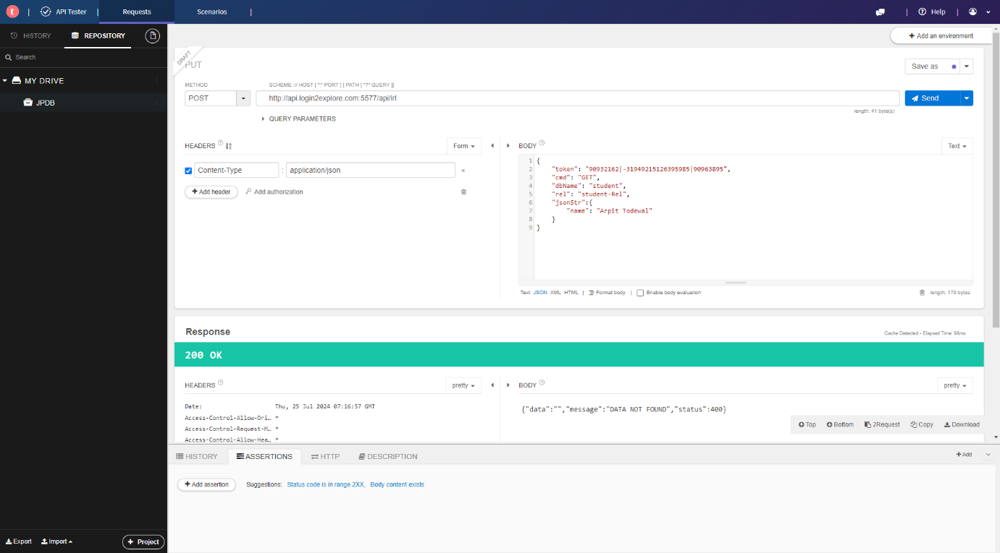 t | API Tester | Requests Scenarios | | Help |
HISTORY REPOSITORY
Search
MY DRIVE
JPDB
Export Import + Project
+ Add an environment
DRAFT
PUT
Save as
METHOD SCHEME :// HOST [ ":" PORT ] [ PATH [ "?" QUERY ]]
POST http://api.login2explore.com:5577/api/irl Send
length: 41 byte(s)
QUERY PARAMETERS
HEADERS ? Form
Content-Type : application/json ×
+ Add header Add authorization
BODY ? Text
1 {
2 "token": "90932162|-31949215126395985|90963895",
3 "cmd": "GET",
4 "dbName": "student",
5 "rel": "student-Rel",
6 "jsonStr":{
7 "name": "Arpit Todewal"
8 }
9 }
Text JSON XML HTML | Format body | Enable body evaluation length: 179 bytes
Response Cache Detected - Elapsed Time: 98ms
200 OK
HEADERS ? pretty
Date: Thu, 25 Jul 2024 07:16:57 GMT
Access-Control-Allow-Ori… *
Access-Control-Request-M… *
Access-Control-Allow-Hea… *
BODY ? pretty
{"data":"","message":"DATA NOT FOUND","status":400}
Top Bottom 2Request Copy Download
HISTORY ASSERTIONS HTTP DESCRIPTION + Add
+ Add assertion Suggestions: Status code is in range 2XX, Body content exists